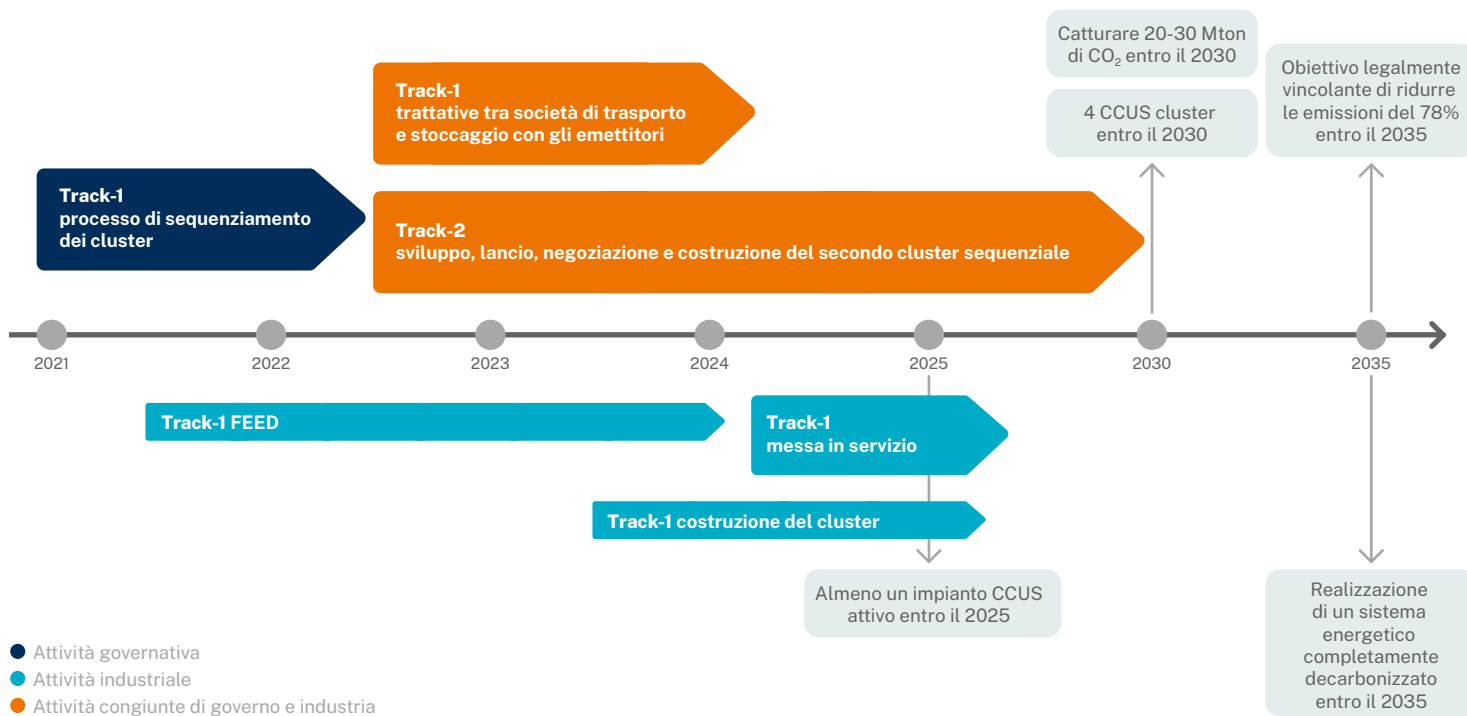 Catturare 20-30 Mton
di CO₂ entro il 2030
4 CCUS cluster
entro il 2030
Obiettivo legalmente
vincolante di ridurre
le emissioni del 78%
entro il 2035
Track-1
trattative tra società di trasporto
e stoccaggio con gli emettitori
Track-1
processo di sequenziamento
dei cluster
Track-2
sviluppo, lancio, negoziazione e costruzione del secondo cluster sequenziale
2021
2022
2023
2024
2025
2030
2035
Track-1 FEED
Track-1
messa in servizio
Track-1 costruzione del cluster
Almeno un impianto CCUS
attivo entro il 2025
Realizzazione
di un sistema
energetico
completamente
decarbonizzato
entro il 2035
Attività governativa
Attività industriale
Attività congiunte di governo e industria